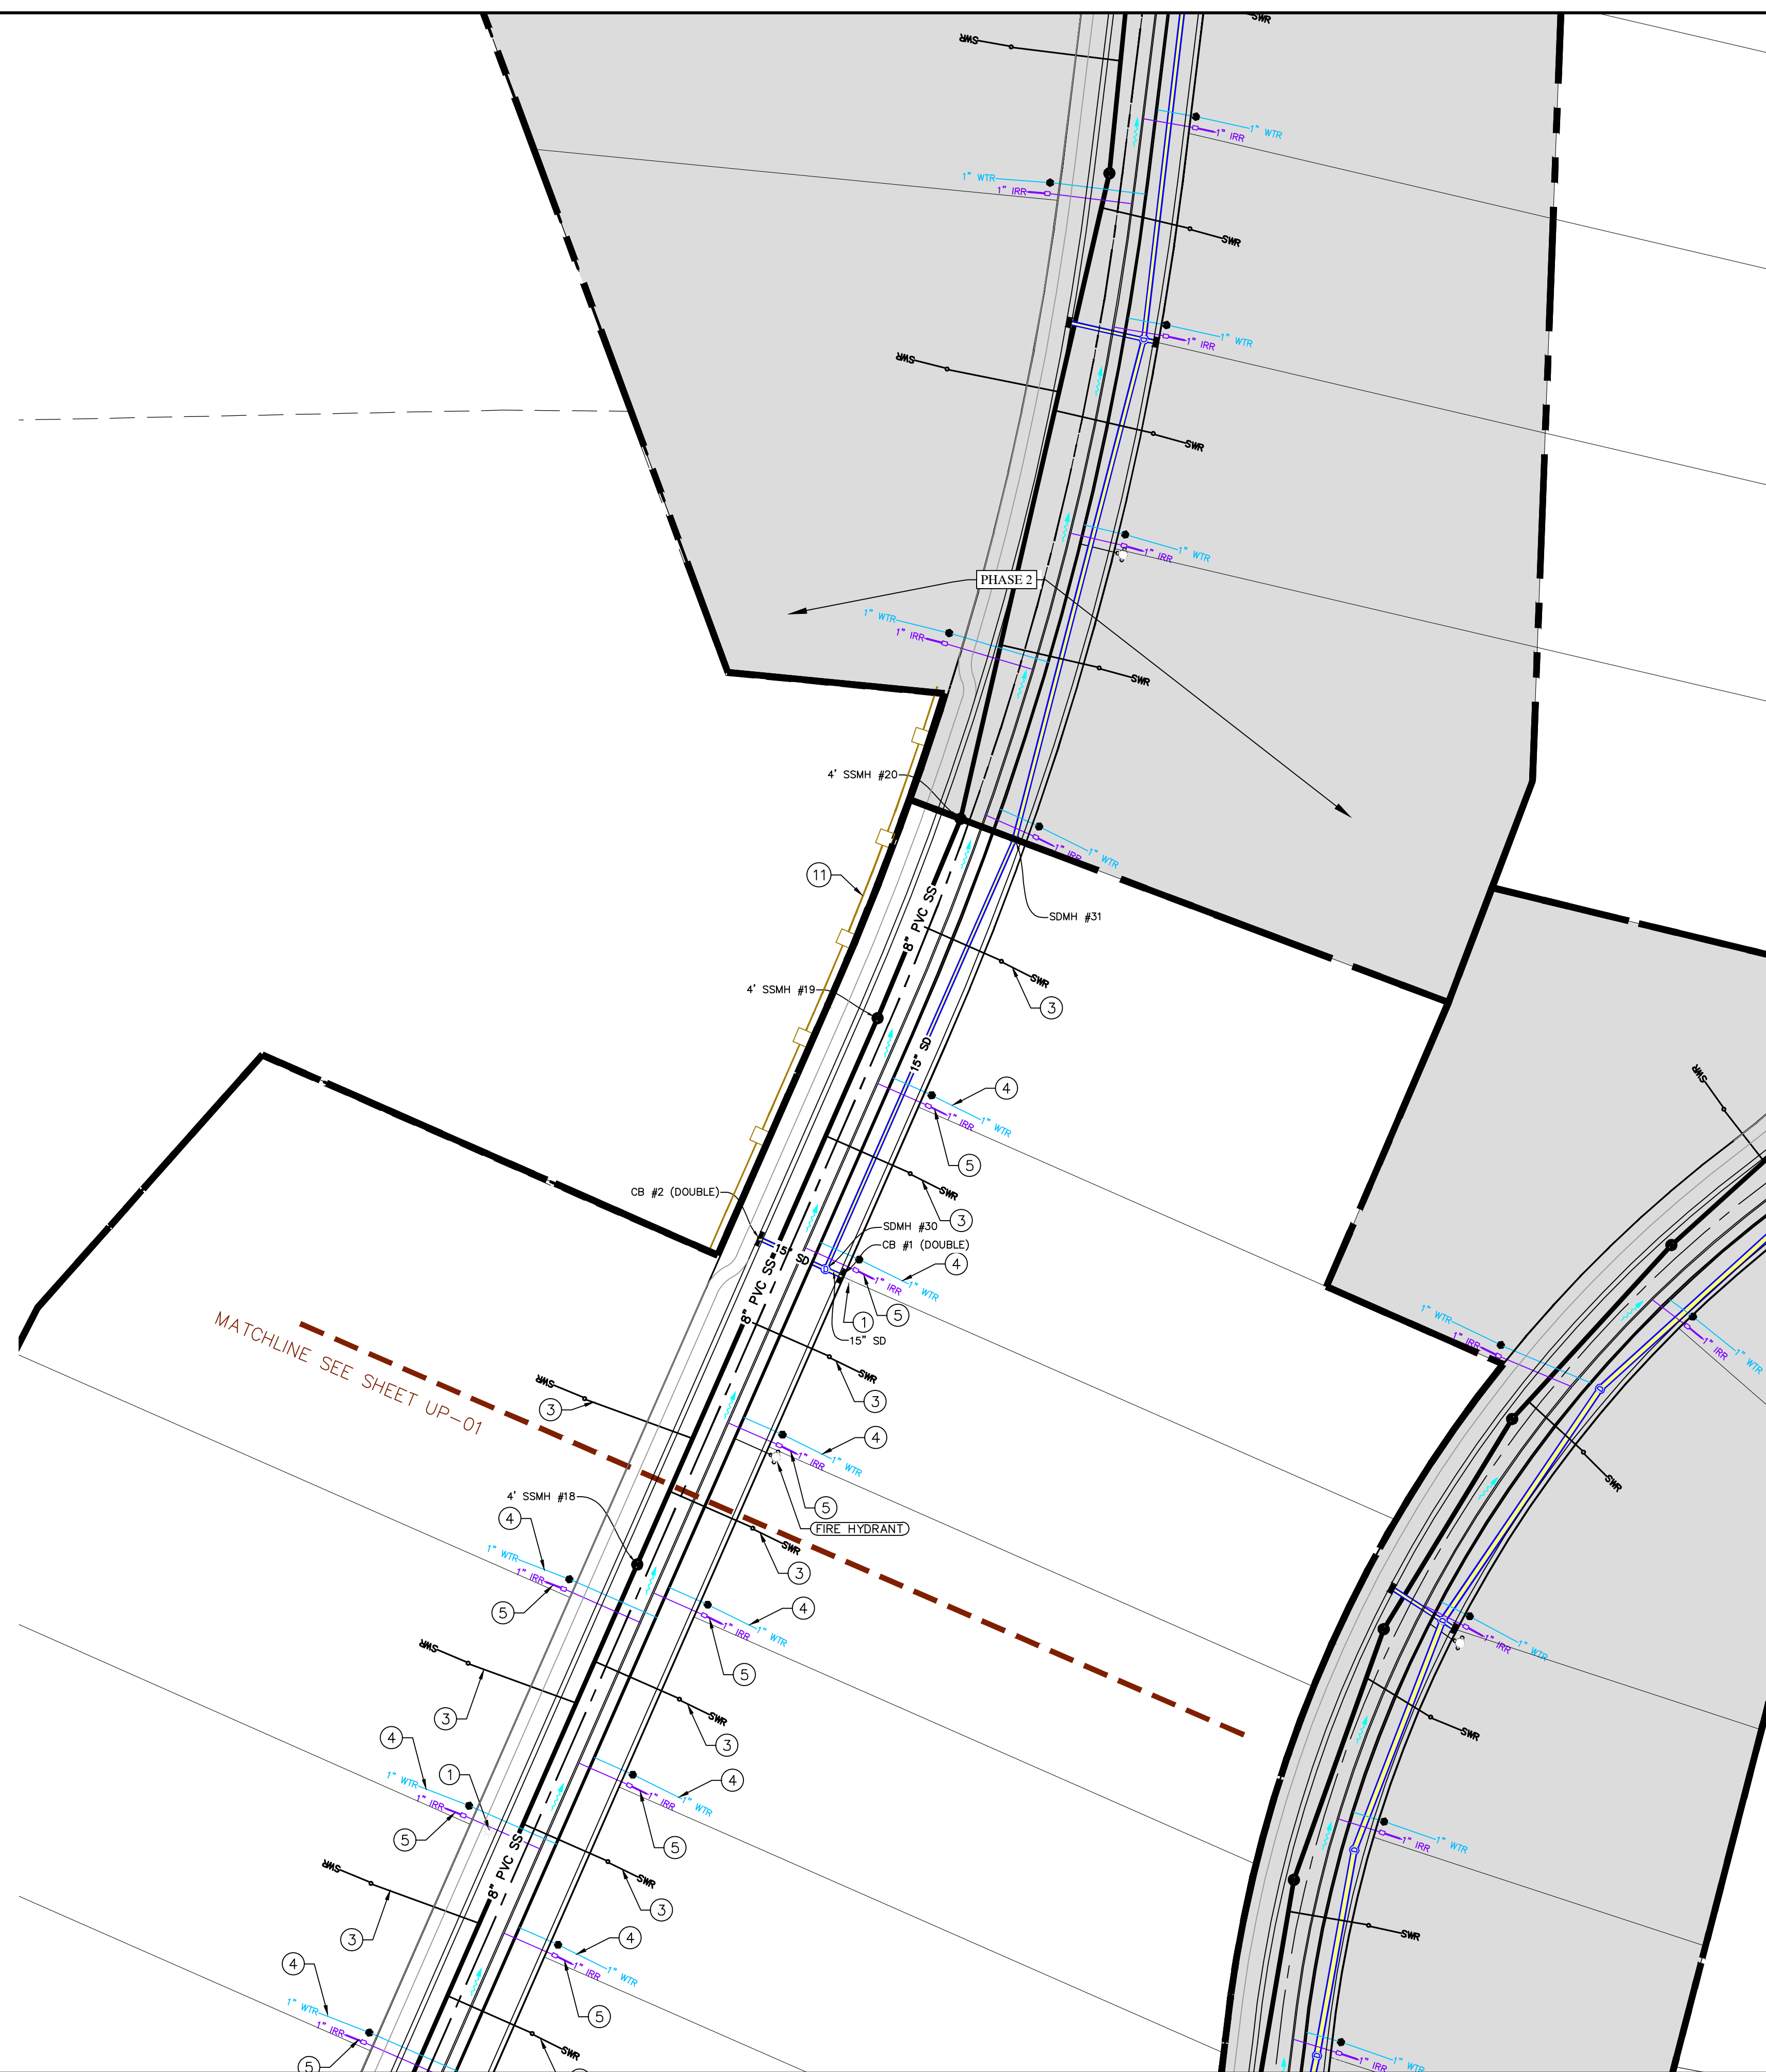 SWR
SWR
1" WTR
1" IRR
1" WTR
1" IRR
SWR
1" WTR
1" IRR
SWR
SWR
1" WTR
1" IRR
PHASE 2
1" WTR
1" IRR
SWR
4' SSMH #20
1" WTR
1" IRR
11
8" PVC SS
SDMH #31
SWR
4' SSMH #19
3
15" SD
SWR
4
1" IRR
1" WTR
5
SWR
CB #2 (DOUBLE)
3
SDMH #30
15" SD
CB #1 (DOUBLE)
4
1" IRR
1" WTR
8" PVC SS
5
1
15" SD
1" WTR
1" IRR
1" IRR
1" WTR
MATCHLINE SEE SHEET UP-01
SWR
SWR
3
3
4
1" IRR
1" WTR
SWR
4' SSMH #18
5
4
FIRE HYDRANT
SWR
1" WTR
3
1" IRR
5
4
1" IRR
1" WTR
1" IRR
1" WTR
SWR
5
3
SWR
SWR
3
4
1" WTR
1
4
1" IRR
1" IRR
1" WTR
5
5
1" IRR
1" WTR
8" PVC SS
SWR
SWR
3
3
4
SWR
4
1" IRR
1" WTR
1" WTR
5
1" IRR
SWR
5
1" WTR
1" IRR